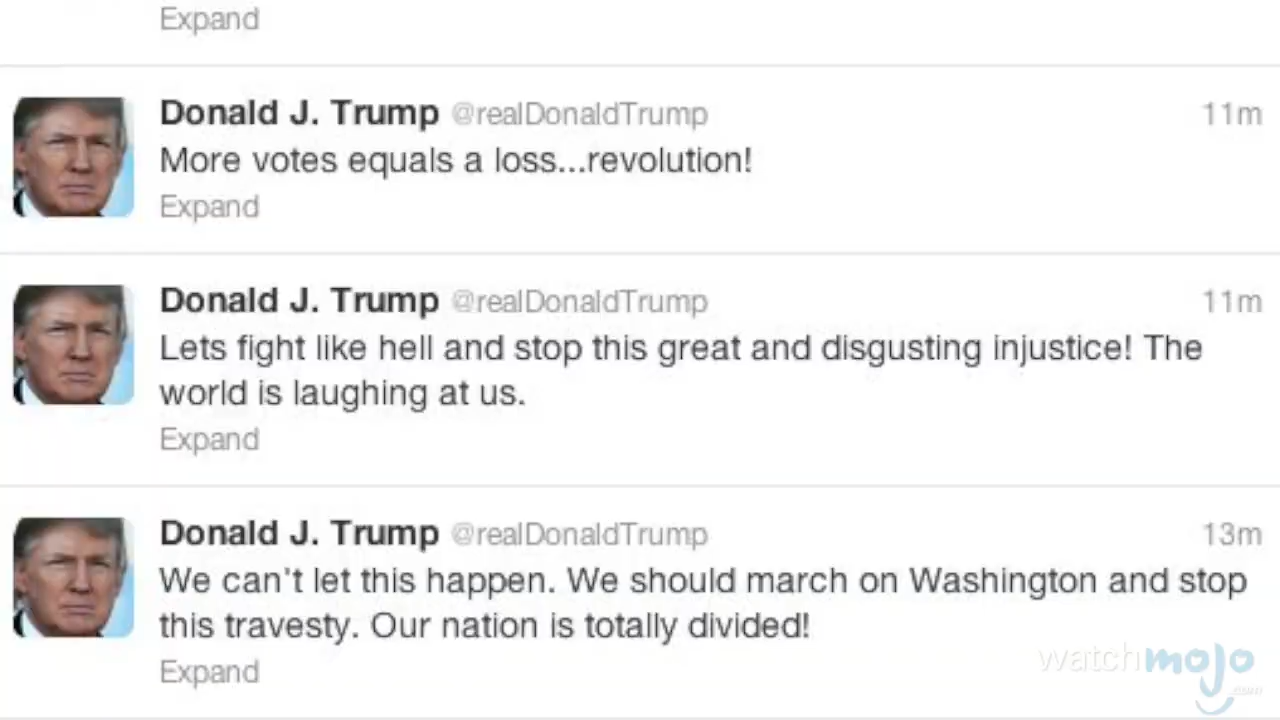 Expand
Donald J. Trump @realDonaldTrump 11m
More votes equals a loss...revolution!
Expand
Donald J. Trump @realDonaldTrump 11m
Lets fight like hell and stop this great and disgusting injustice! The
world is laughing at us.
Expand
Donald J. Trump @realDonaldTrump 13m
We can't let this happen. We should march on Washington and stop
this travesty. Our nation is totally divided!
Expand
watchmojo
.com